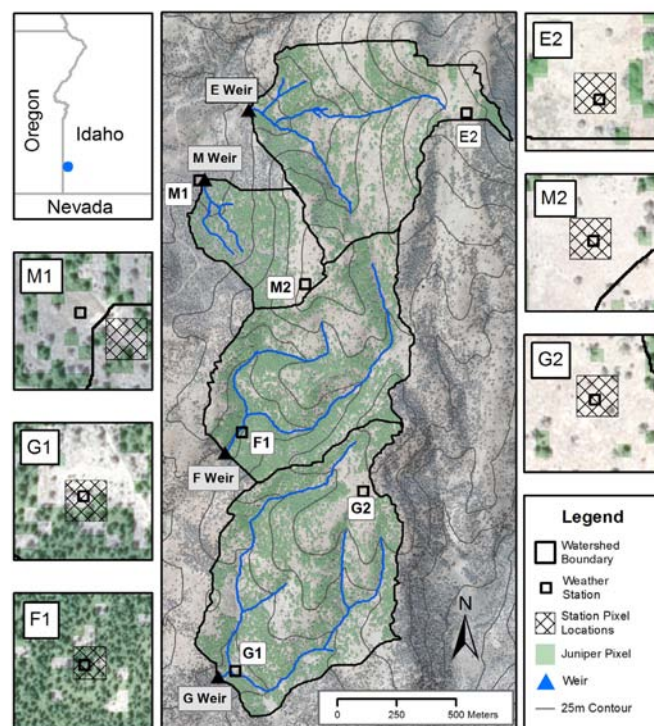 Oregon
Idaho
Nevada
M1
G1
F1
E Weir
E2
M Weir
M1
M2
F1
F Weir
G2
G1
G Weir
N
0
250
500 Meters
E2
M2
G2
Legend
Watershed
Boundary
Weather
Station
Station Pixel
Locations
Juniper Pixel
Weir
25m Contour